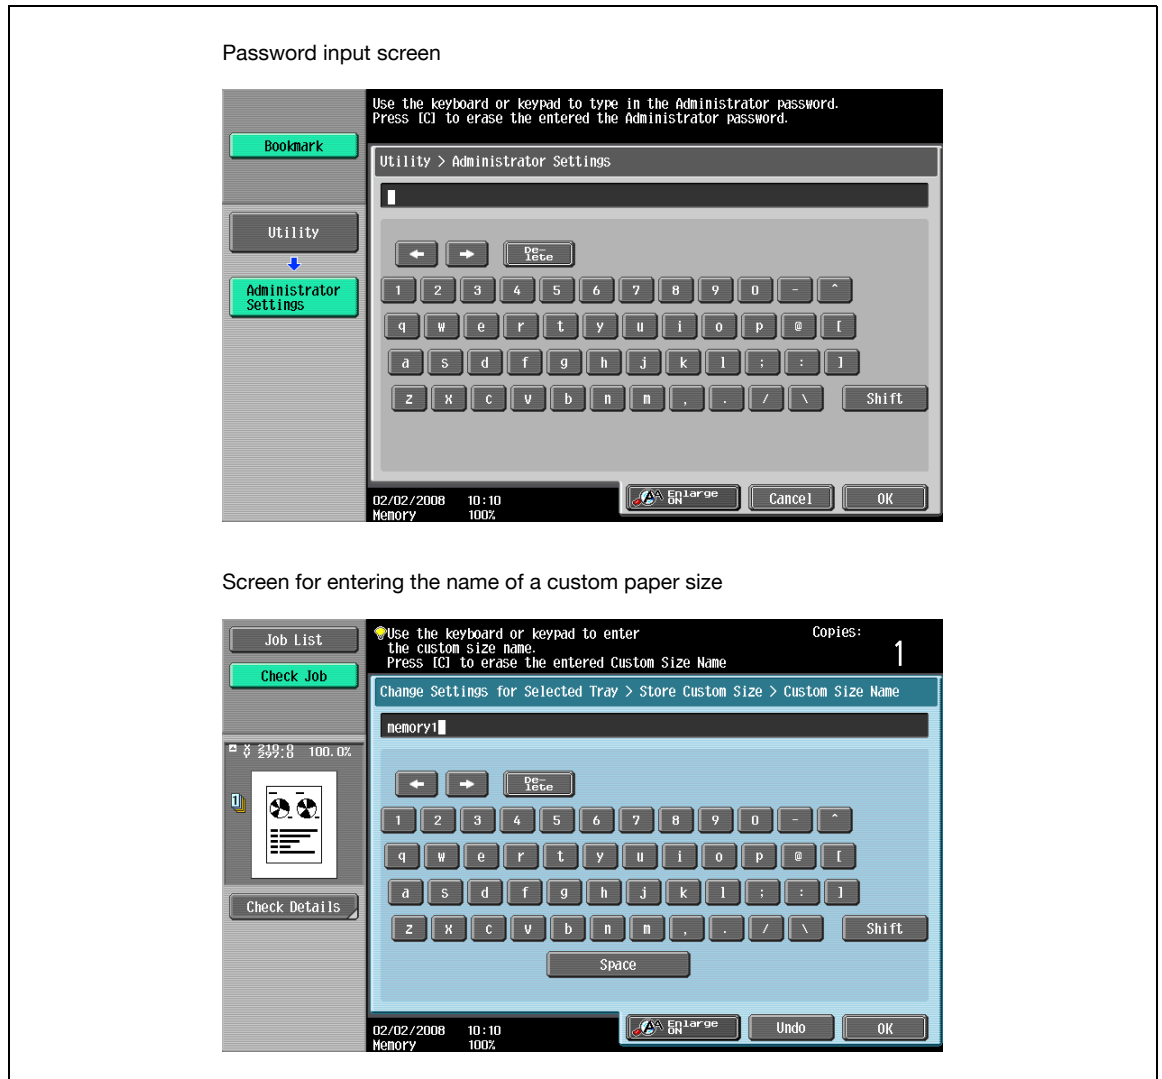 Password input screen
Use the keyboard or keypad to type in the Administrator password.
Press [C] to erase the entered the Administrator password.
Bookmark
Utility > Administrator Settings
Utility
Administrator
Settings
De-
lete
1 2 3 4 5 6 7 8 9 0 - ^
q w e r t y u i o p @ [
a s d f g h j k l ; : ]
z x c v b n m , . / \ Shift
02/02/2008 10:10
Memory 100%
Enlarge
ON
Cancel
OK
Screen for entering the name of a custom paper size
Job List
Check Job
Use the keyboard or keypad to enter
the custom size name.
Press [C] to erase the entered Custom Size Name
Copies:
1
Change Settings for Selected Tray > Store Custom Size > Custom Size Name
memory1
X 210.0
Y 297.0
100.0%
1
Check Details
De-
lete
1 2 3 4 5 6 7 8 9 0 - ^
q w e r t y u i o p @ [
a s d f g h j k l ; : ]
z x c v b n m , . / \ Shift
Space
02/02/2008 10:10
Memory 100%
Enlarge
ON
Undo
OK